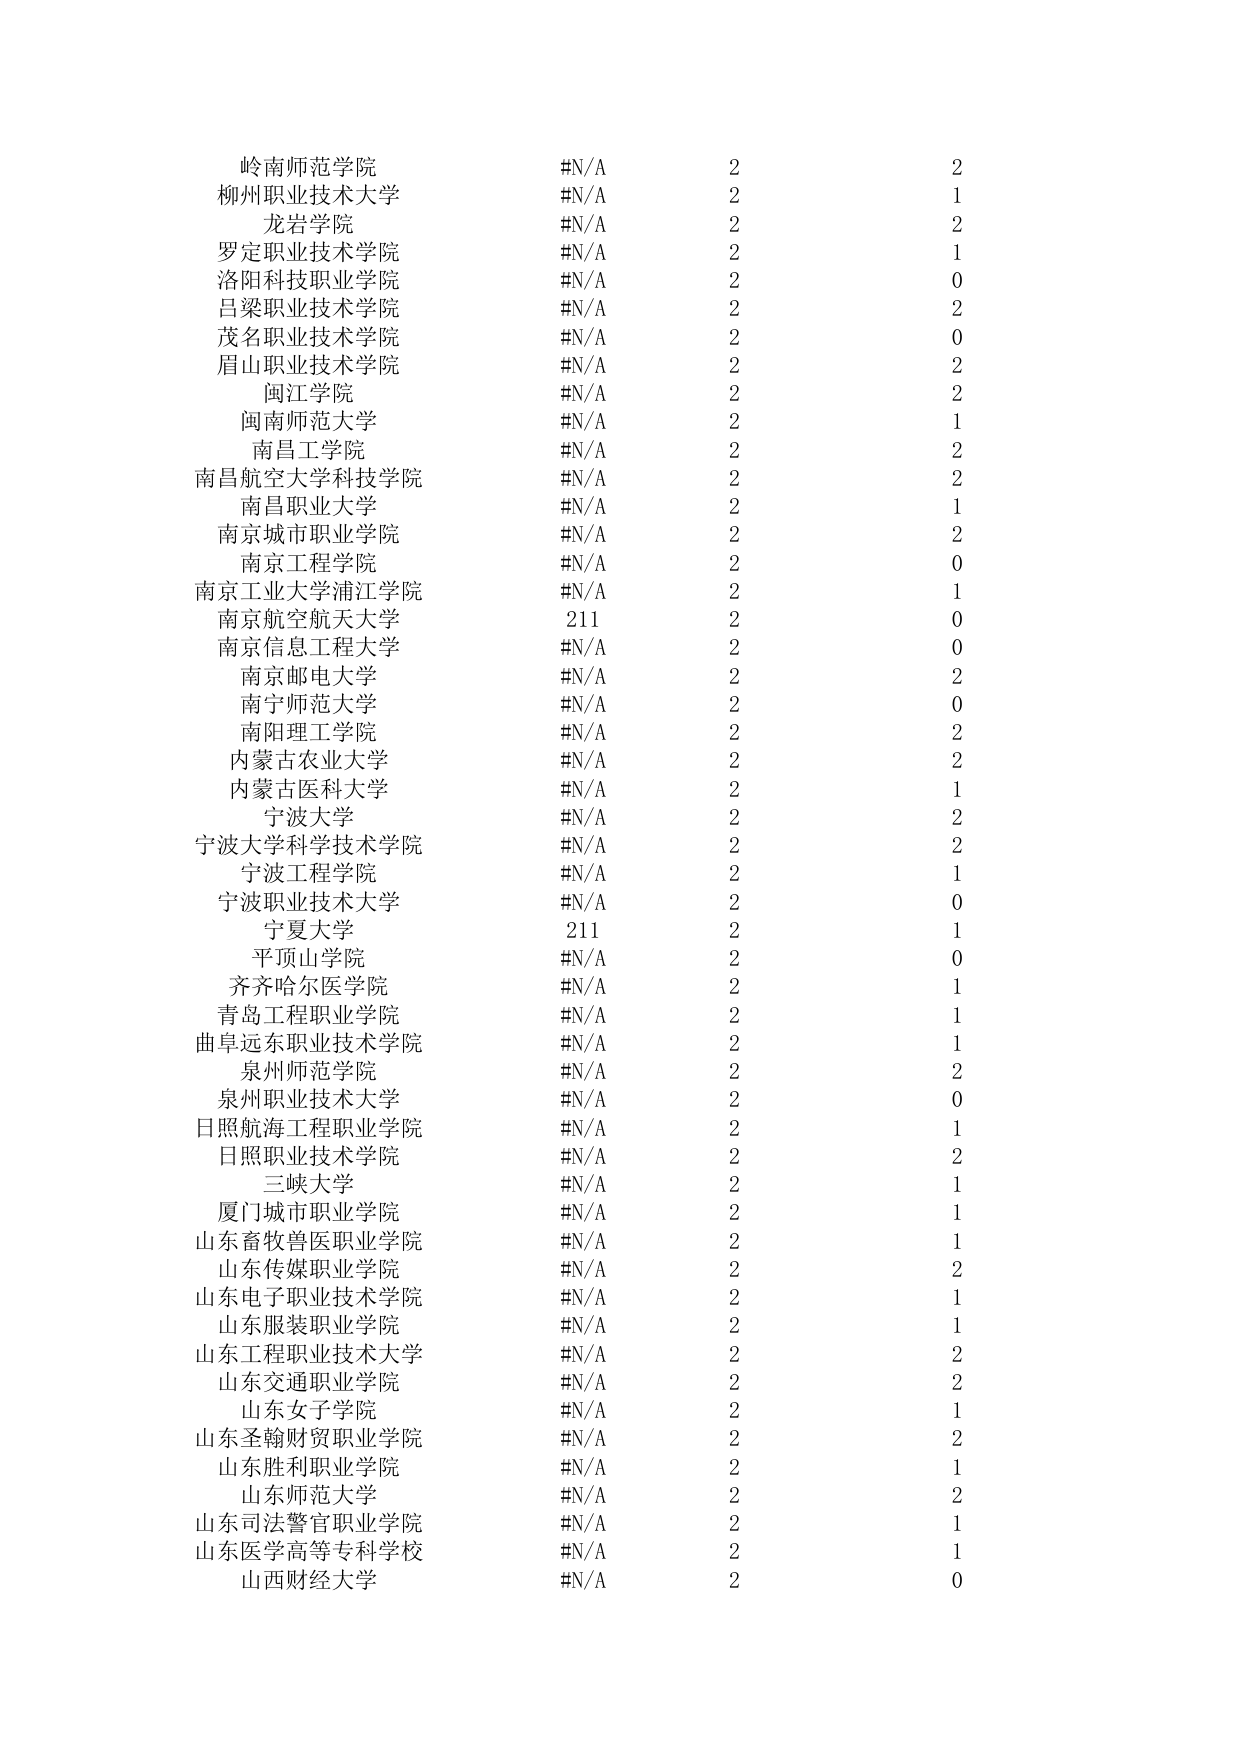 岭南师范学院 #N/A 2 2
柳州职业技术大学 #N/A 2 1
龙岩学院 #N/A 2 2
罗定职业技术学院 #N/A 2 1
洛阳科技职业学院 #N/A 2 0
吕梁职业技术学院 #N/A 2 2
茂名职业技术学院 #N/A 2 0
眉山职业技术学院 #N/A 2 2
闽江学院 #N/A 2 2
闽南师范大学 #N/A 2 1
南昌工学院 #N/A 2 2
南昌航空大学科技学院 #N/A 2 2
南昌职业大学 #N/A 2 1
南京城市职业学院 #N/A 2 2
南京工程学院 #N/A 2 0
南京工业大学浦江学院 #N/A 2 1
南京航空航天大学 211 2 0
南京信息工程大学 #N/A 2 0
南京邮电大学 #N/A 2 2
南宁师范大学 #N/A 2 0
南阳理工学院 #N/A 2 2
内蒙古农业大学 #N/A 2 2
内蒙古医科大学 #N/A 2 1
宁波大学 #N/A 2 2
宁波大学科学技术学院 #N/A 2 2
宁波工程学院 #N/A 2 1
宁波职业技术大学 #N/A 2 0
宁夏大学 211 2 1
平顶山学院 #N/A 2 0
齐齐哈尔医学院 #N/A 2 1
青岛工程职业学院 #N/A 2 1
曲阜远东职业技术学院 #N/A 2 1
泉州师范学院 #N/A 2 2
泉州职业技术大学 #N/A 2 0
日照航海工程职业学院 #N/A 2 1
日照职业技术学院 #N/A 2 2
三峡大学 #N/A 2 1
厦门城市职业学院 #N/A 2 1
山东畜牧兽医职业学院 #N/A 2 1
山东传媒职业学院 #N/A 2 2
山东电子职业技术学院 #N/A 2 1
山东服装职业学院 #N/A 2 1
山东工程职业技术大学 #N/A 2 2
山东交通职业学院 #N/A 2 2
山东女子学院 #N/A 2 1
山东圣翰财贸职业学院 #N/A 2 2
山东胜利职业学院 #N/A 2 1
山东师范大学 #N/A 2 2
山东司法警官职业学院 #N/A 2 1
山东医学高等专科学校 #N/A 2 1
山西财经大学 #N/A 2 0